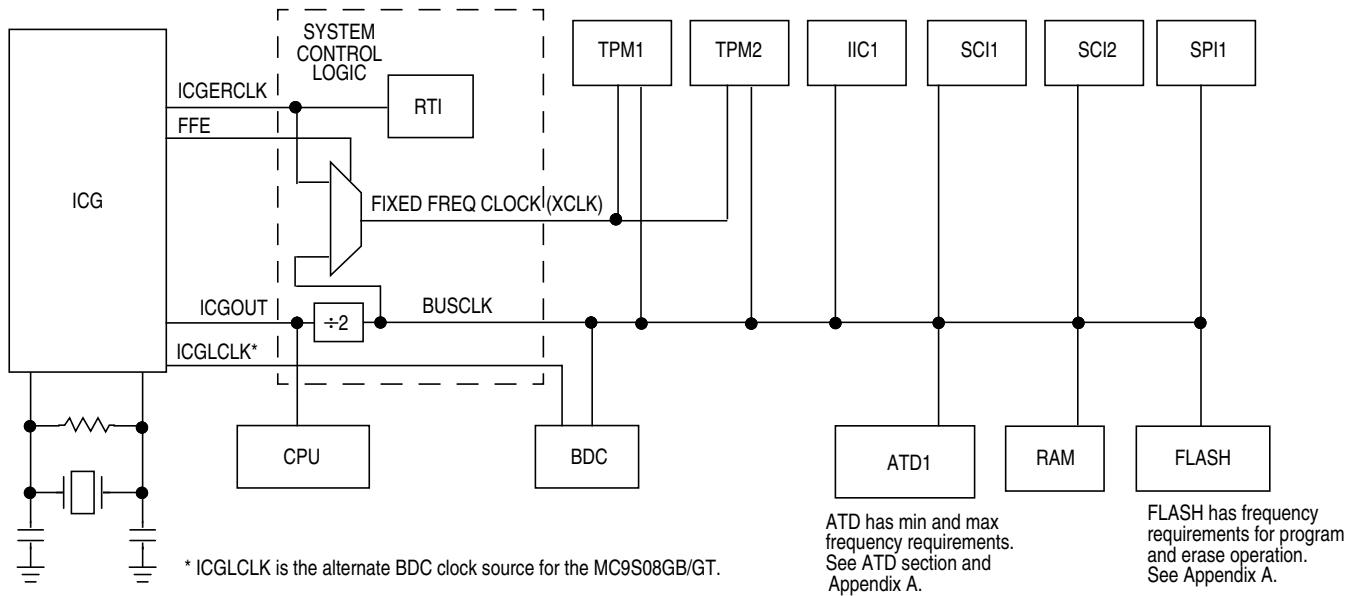 SYSTEM
CONTROL
LOGIC
TPM1
TPM2
IIC1
SCI1
SCI2
SPI1
ICGERCLK
RTI
FFE
ICG
FIXED FREQ CLOCK (XCLK)
ICGOUT
÷2
BUSCLK
ICGLCLK*
CPU
BDC
ATD1
RAM
FLASH
ATD has min and max
frequency requirements.
See ATD section and
Appendix A.
FLASH has frequency
requirements for program
and erase operation.
See Appendix A.
* ICGLCLK is the alternate BDC clock source for the MC9S08GB/GT.